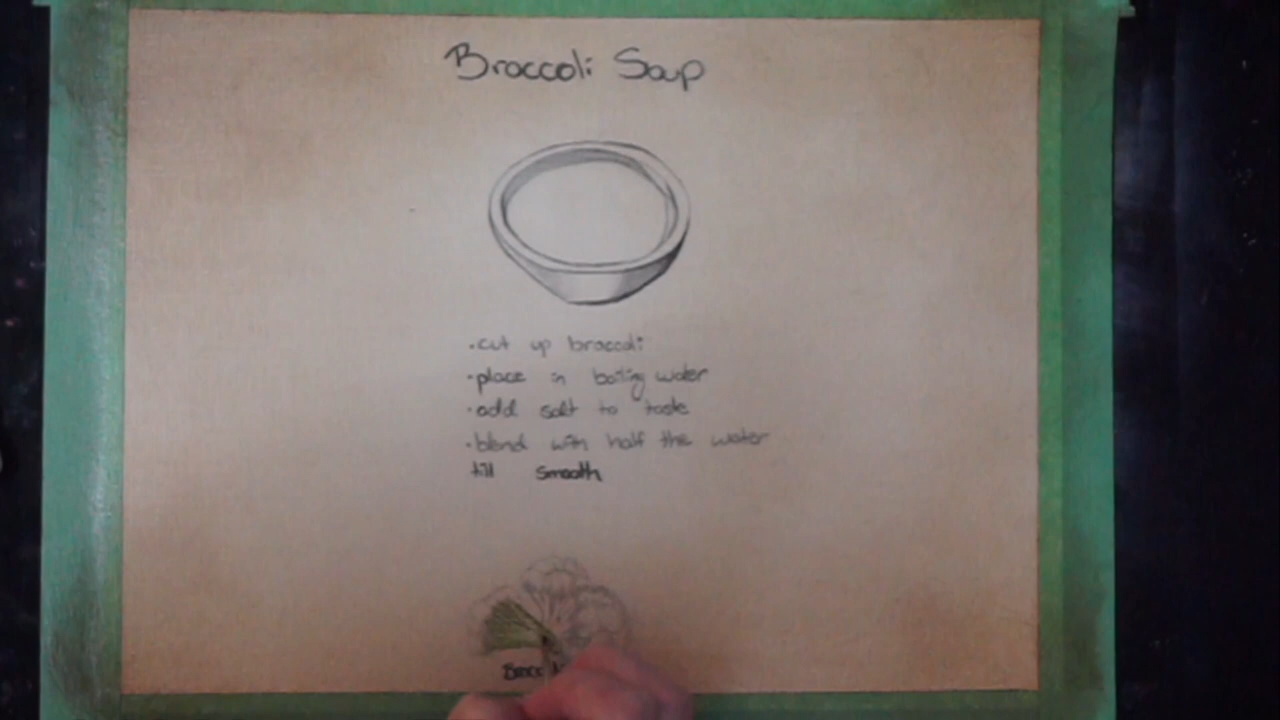 Broccoli Soup
·cut up broccoli
·place in boiling water
·add salt to taste
·blend with half the water
till smooth